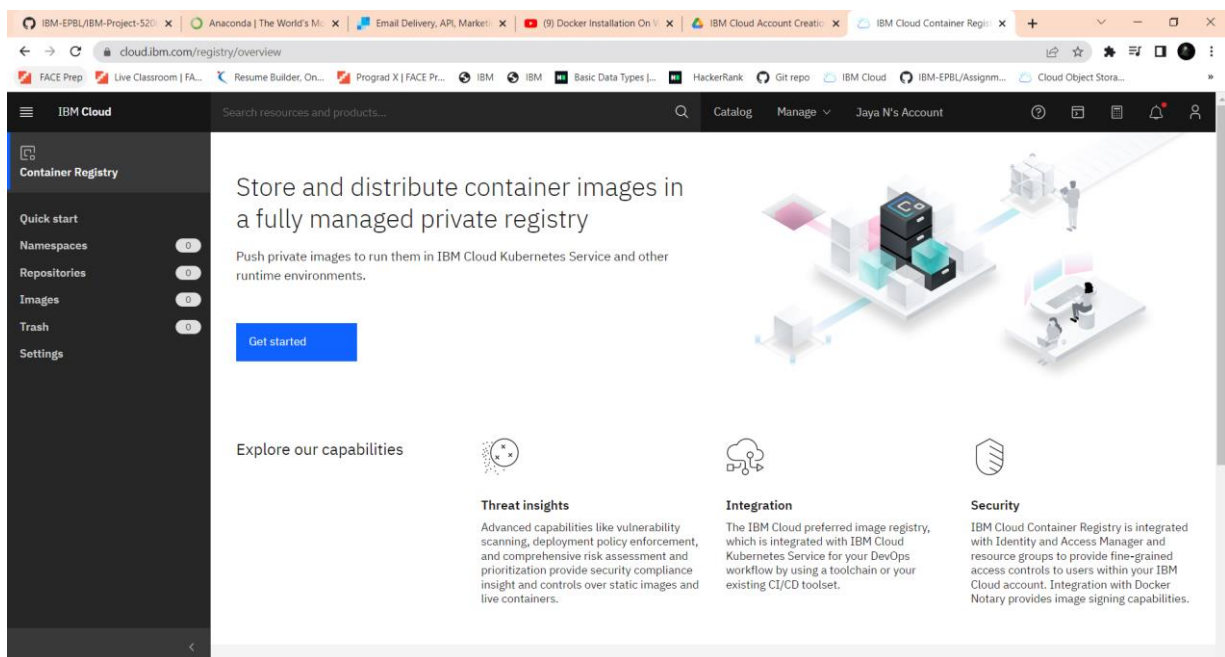 IBM-EPBL/IBM-Project-520
Anaconda | The World's Mo
Email Delivery, API, Marketi
(9) Docker Installation On W
IBM Cloud Account Creatio
IBM Cloud Container Regis
cloud.ibm.com/registry/overview
FACE Prep
Live Classroom | FA...
Resume Builder, On...
Prograd X | FACE Pr...
IBM
IBM
Basic Data Types |...
HackerRank
Git repo
IBM Cloud
IBM-EPBL/Assignm...
Cloud Object Stora...
»
IBM Cloud
Search resources and products...
Catalog
Manage
Jaya N's Account
Container Registry
Quick start
Namespaces 0
Repositories 0
Images 0
Trash 0
Settings
Store and distribute container images in
a fully managed private registry
Push private images to run them in IBM Cloud Kubernetes Service and other
runtime environments.
Get started
Explore our capabilities
Threat insights
Advanced capabilities like vulnerability
scanning, deployment policy enforcement,
and comprehensive risk assessment and
prioritization provide security compliance
insight and controls over static images and
live containers.
Integration
The IBM Cloud preferred image registry,
which is integrated with IBM Cloud
Kubernetes Service for your DevOps
workflow by using a toolchain or your
existing CI/CD toolset.
Security
IBM Cloud Container Registry is integrated
with Identity and Access Manager and
resource groups to provide fine-grained
access controls to users within your IBM
Cloud account. Integration with Docker
Notary provides image signing capabilities.